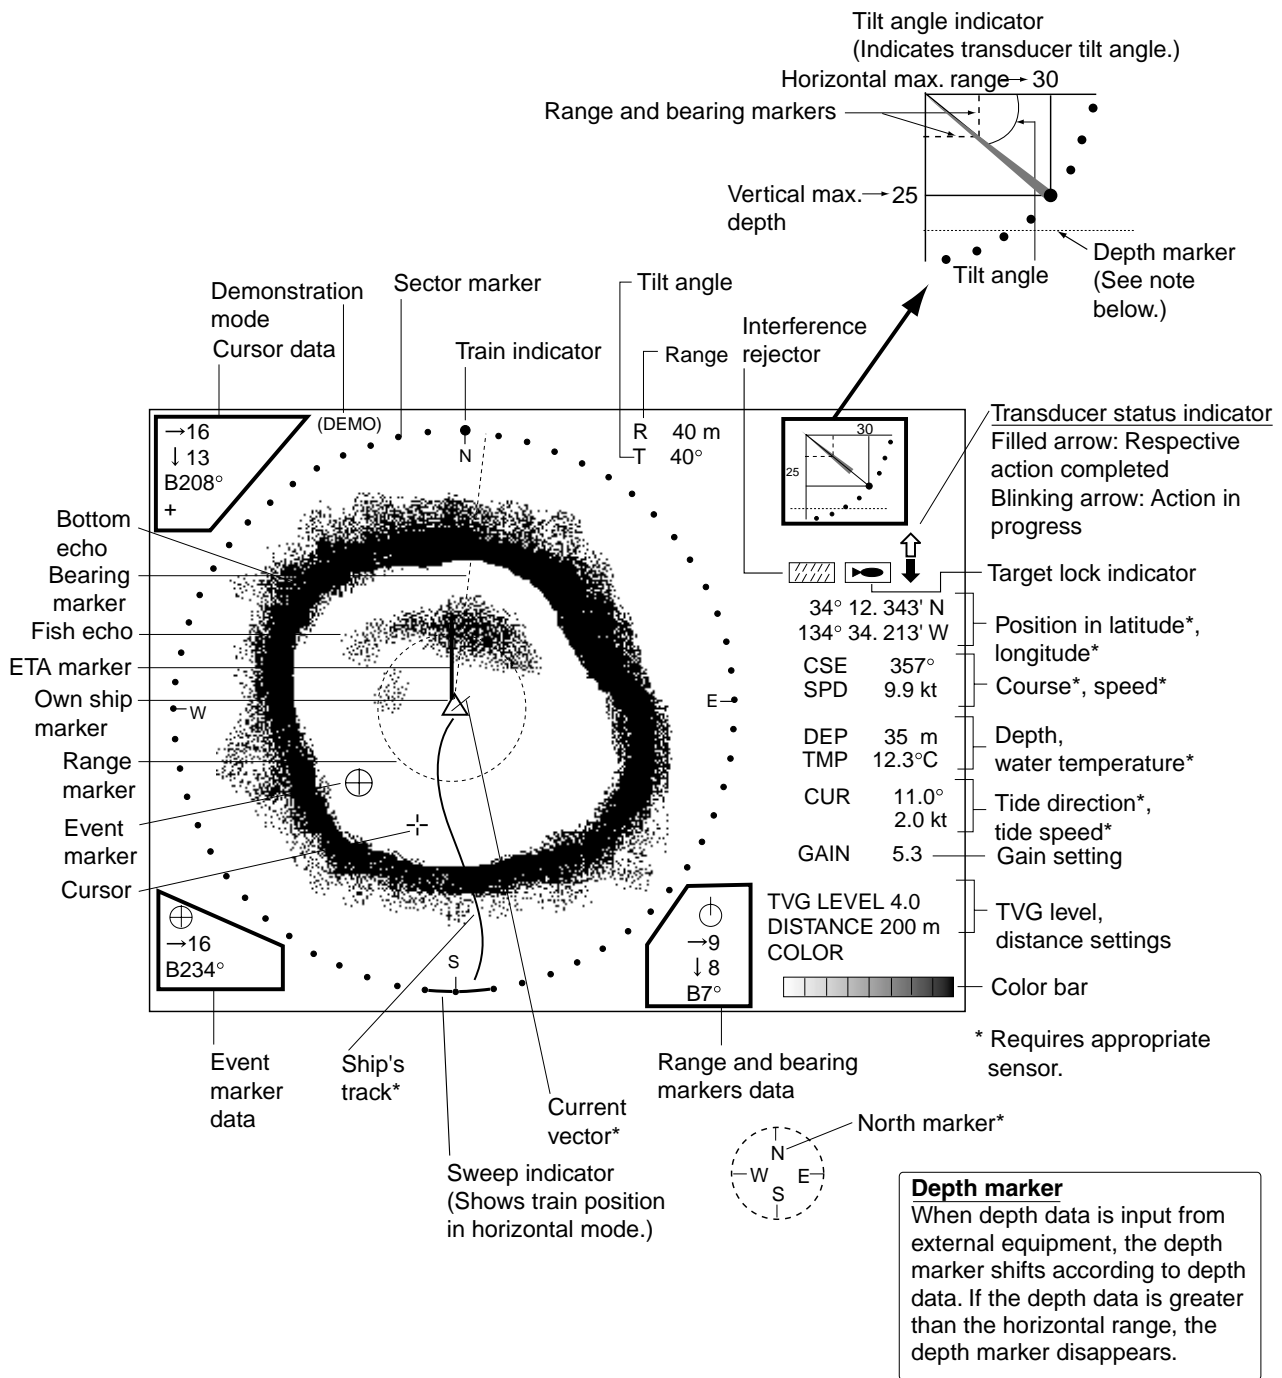 Tilt angle indicator
(Indicates transducer tilt angle.)
Horizontal max. range → 30
Range and bearing markers
Vertical max. → 25
depth
Depth marker
(See note
below.)
Tilt angle
Demonstration
mode
Cursor data
Sector marker
Train indicator
Tilt angle
Range
Interference
rejector
→16
↓ 13
B208°
+
(DEMO)
N
R 40 m
T 40°
30
25
Transducer status indicator
Filled arrow: Respective
action completed
Blinking arrow: Action in
progress
Target lock indicator
Bottom
echo
Bearing
marker
Fish echo
ETA marker
Own ship
marker
Range
marker
Event
marker
Cursor
W
E
S
34° 12. 343' N
134° 34. 213' W
Position in latitude*,
longitude*
CSE 357°
SPD 9.9 kt
Course*, speed*
DEP 35 m
TMP 12.3°C
Depth,
water temperature*
CUR 11.0°
2.0 kt
Tide direction*,
tide speed*
GAIN 5.3
Gain setting
TVG LEVEL 4.0
DISTANCE 200 m
COLOR
TVG level,
distance settings
Color bar
→16
B234°
→9
↓ 8
B7°
* Requires appropriate
sensor.
Event
marker
data
Ship's
track*
Current
vector*
Range and bearing
markers data
Sweep indicator
(Shows train position
in horizontal mode.)
North marker*
N
W E
S
Depth marker
When depth data is input from
external equipment, the depth
marker shifts according to depth
data. If the depth data is greater
than the horizontal range, the
depth marker disappears.